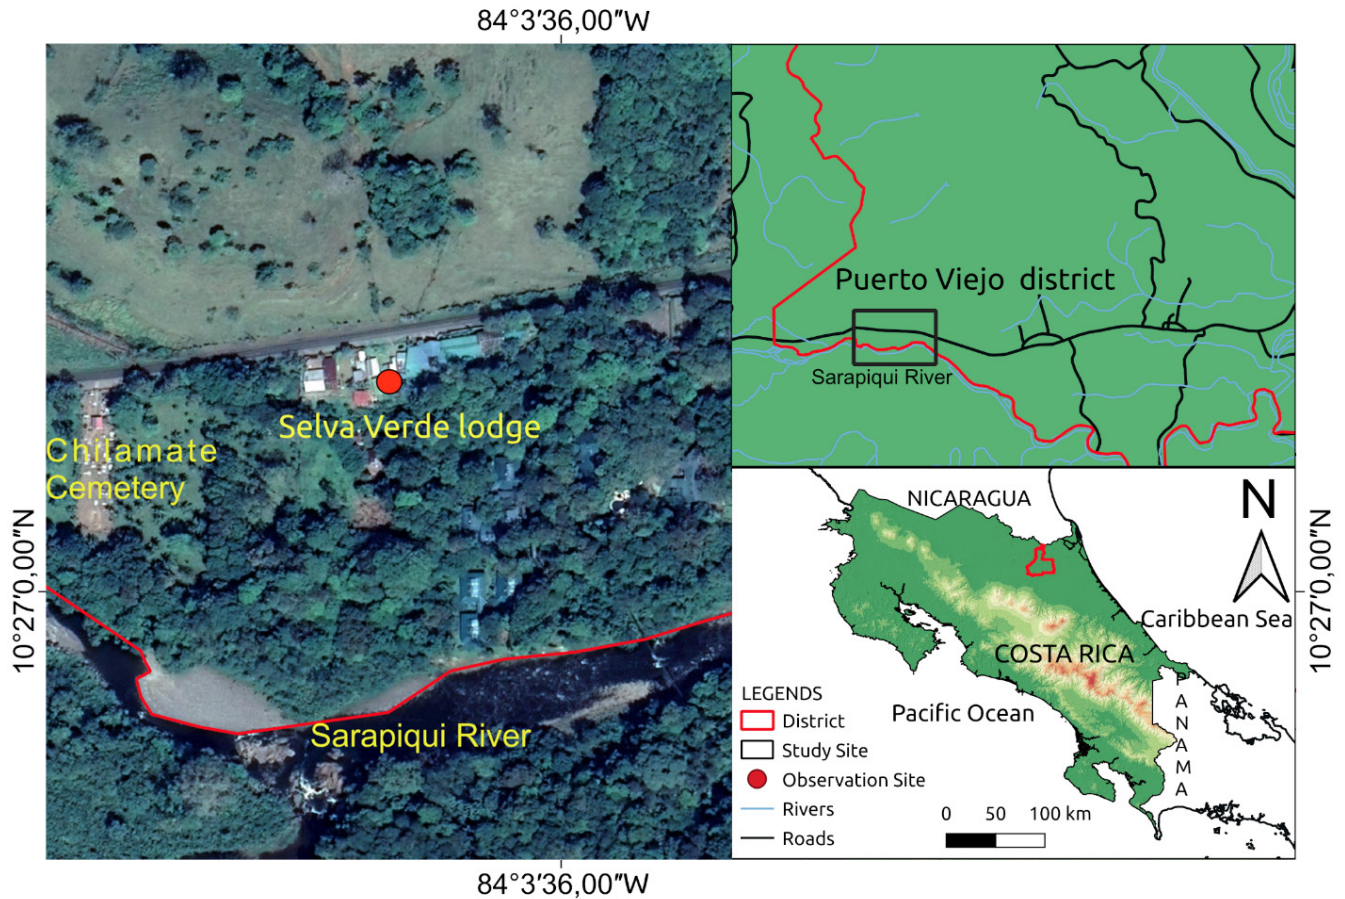 84°3'36,00"W
Selva Verde lodge
Chilamate
Cemetery
10°27'0,00"N
Sarapiqui River
84°3'36,00"W
Puerto Viejo district
Sarapiqui River
NICARAGUA
N
Caribbean Sea
COSTA RICA
PANAMA
Pacific Ocean
10°27'0,00"N
LEGENDS
District
Study Site
Observation Site
Rivers
Roads
0 50 100 km